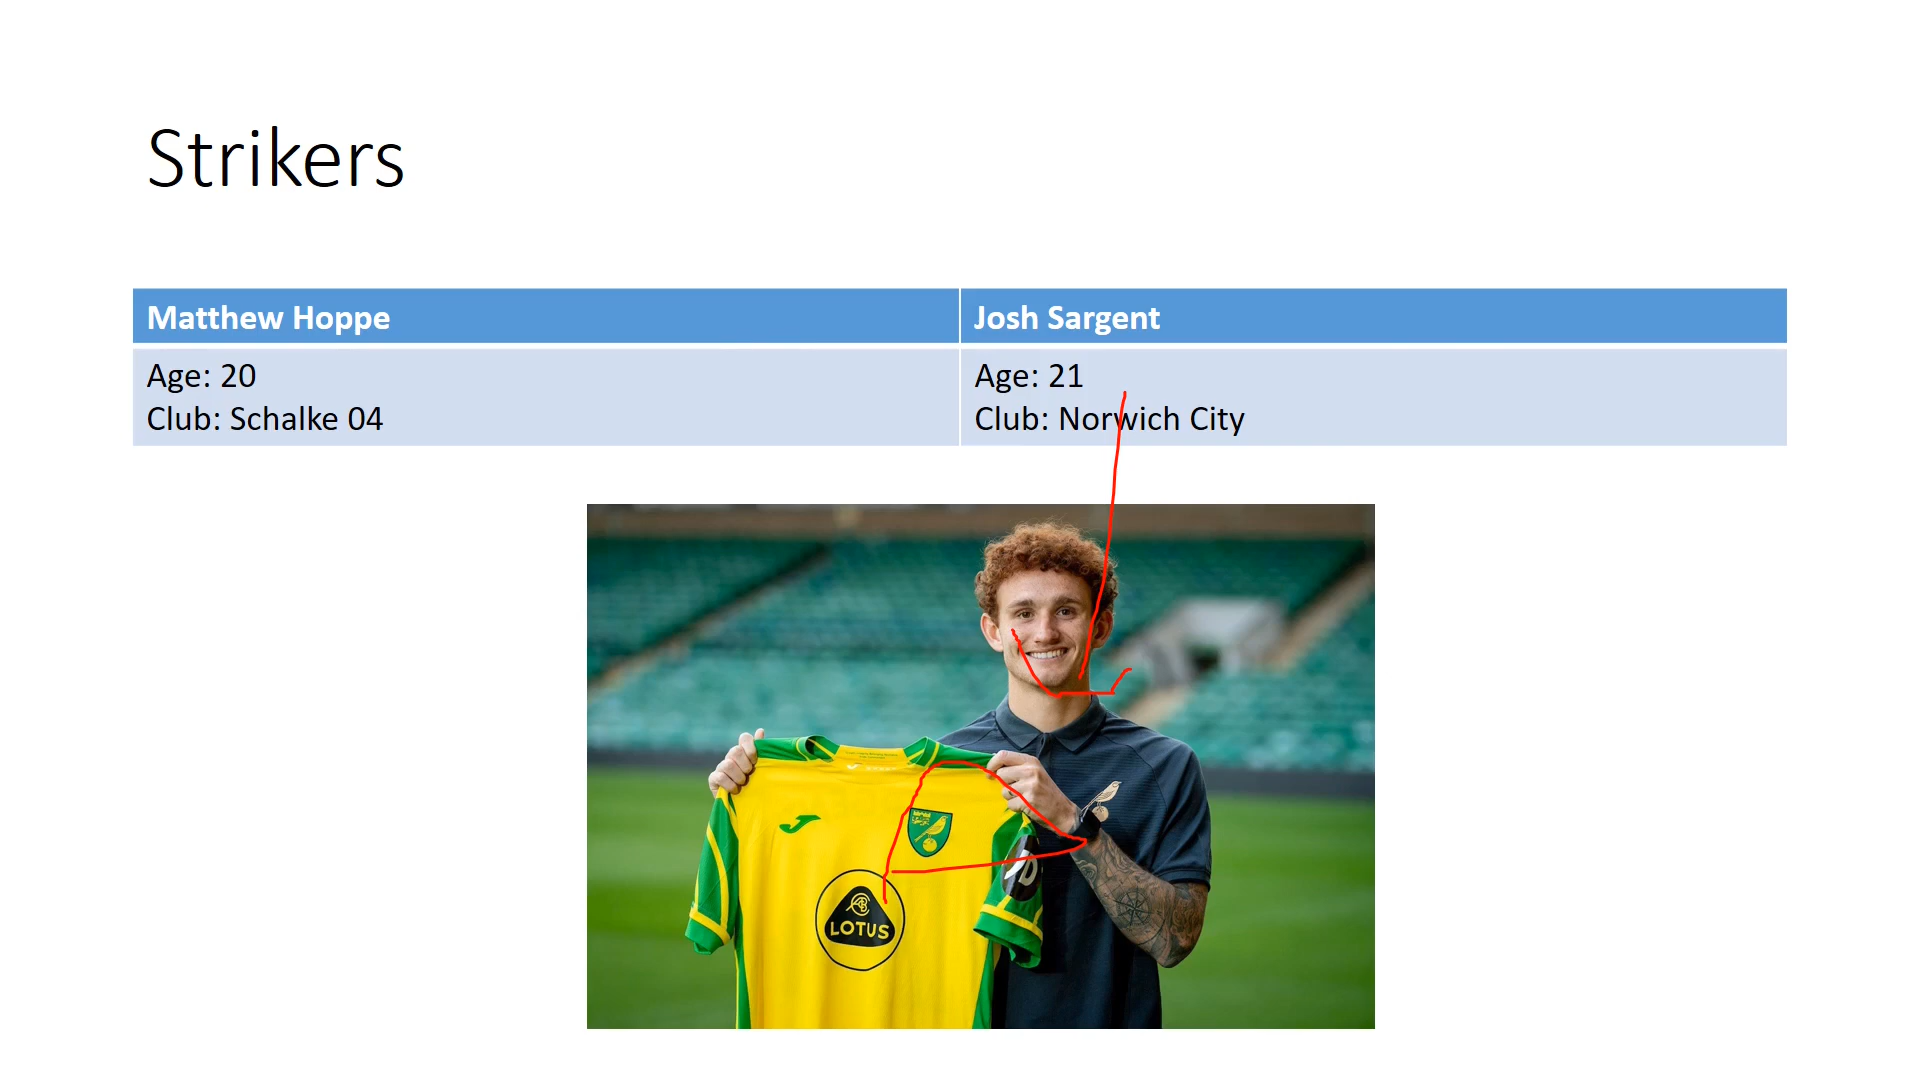 Strikers
Matthew Hoppe
Josh Sargent
Age: 20
Club: Schalke 04
Age: 21
Club: Norwich City
LOTUS